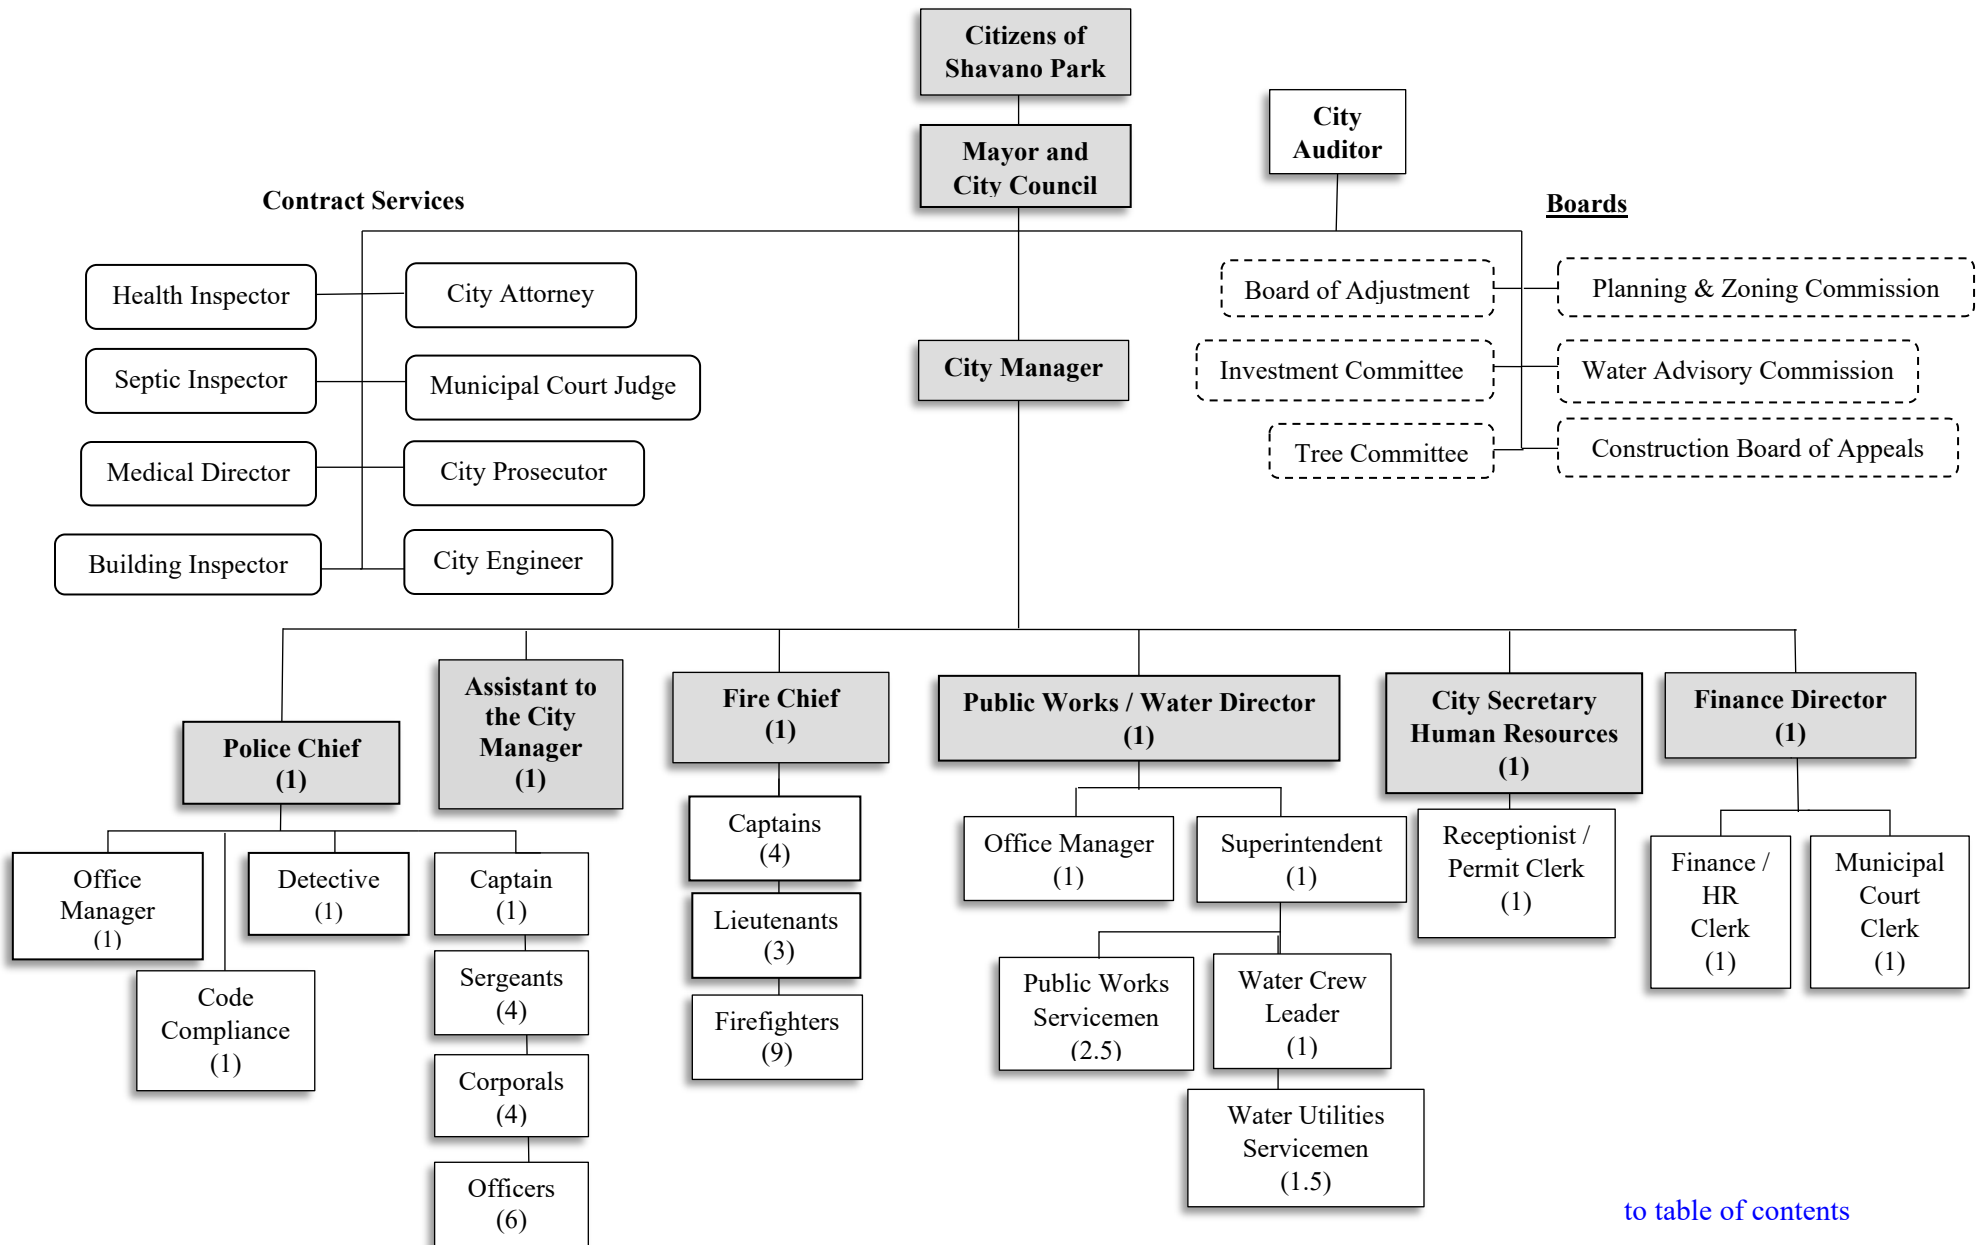 Citizens of
Shavano Park
Mayor and
City Council
City
Auditor
Contract Services
Boards
Health Inspector
City Attorney
Septic Inspector
Municipal Court Judge
Medical Director
City Prosecutor
Building Inspector
City Engineer
City Manager
Board of Adjustment
Planning & Zoning Commission
Investment Committee
Water Advisory Commission
Tree Committee
Construction Board of Appeals
Police Chief
(1)
Assistant to
the City
Manager
(1)
Fire Chief
(1)
Public Works / Water Director
(1)
City Secretary
Human Resources
(1)
Finance Director
(1)
Office
Manager
(1)
Code
Compliance
(1)
Detective
(1)
Captain
(1)
Sergeants
(4)
Corporals
(4)
Officers
(6)
Captains
(4)
Lieutenants
(3)
Firefighters
(9)
Office Manager
(1)
Superintendent
(1)
Public Works
Servicemen
(2.5)
Water Crew
Leader
(1)
Water Utilities
Servicemen
(1.5)
Receptionist /
Permit Clerk
(1)
Finance /
HR
Clerk
(1)
Municipal
Court
Clerk
(1)
to table of contents